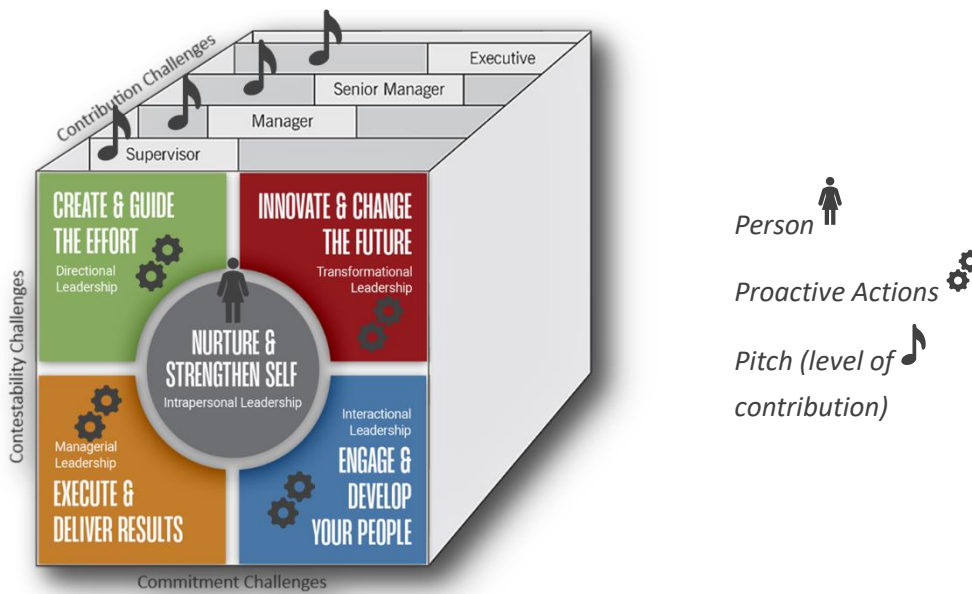 Contribution Challenges
Executive
Senior Manager
Manager
Supervisor
Contestability Challenges
CREATE & GUIDE
THE EFFORT
Directional
Leadership
INNOVATE & CHANGE
THE FUTURE
Transformational
Leadership
NURTURE &
STRENGTHEN SELF
Intrapersonal Leadership
Managerial
Leadership
EXECUTE &
DELIVER RESULTS
Interactional
Leadership
ENGAGE &
DEVELOP
YOUR PEOPLE
Commitment Challenges
Person
Proactive Actions
Pitch (level of
contribution)